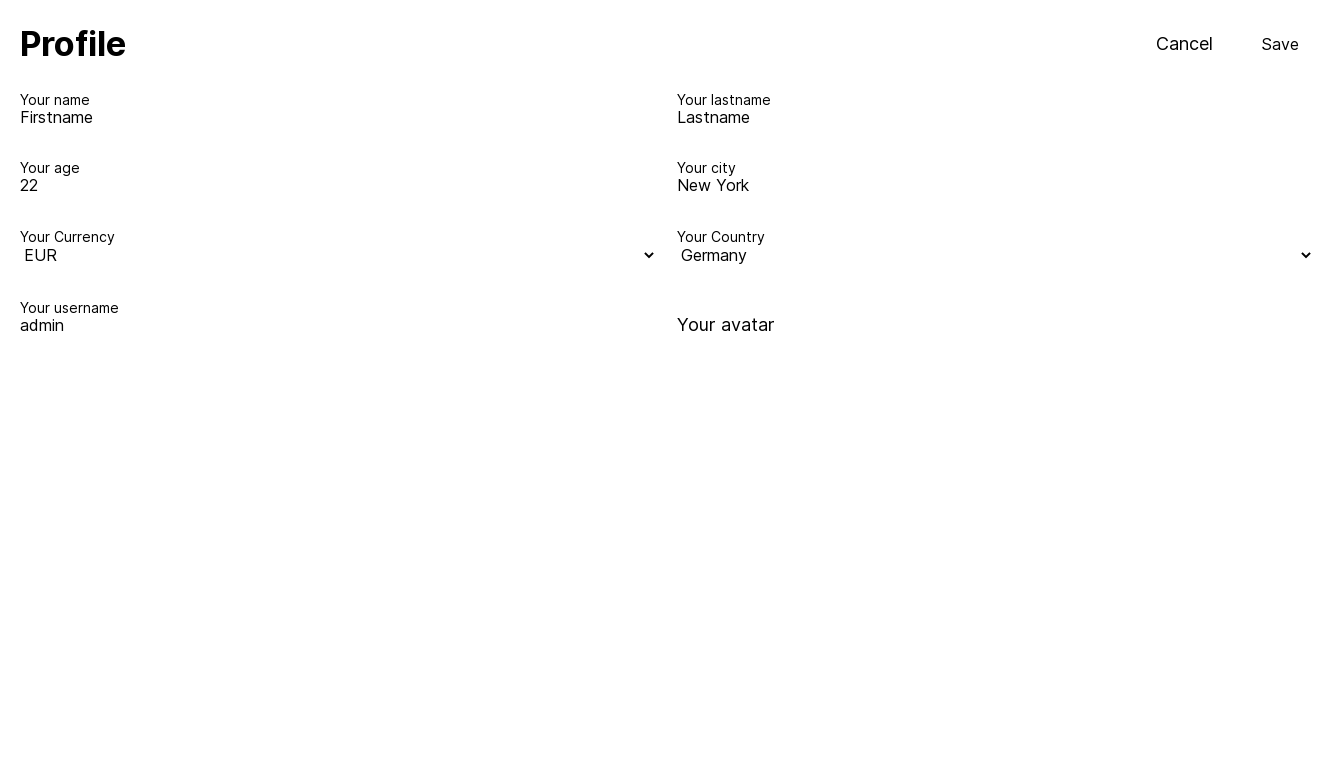 Profile
Cancel
Save
Your name
Firstname
Your lastname
Lastname
Your age
22
Your city
New York
Your Currency
EUR
Your Country
Germany
Your username
admin
Your avatar